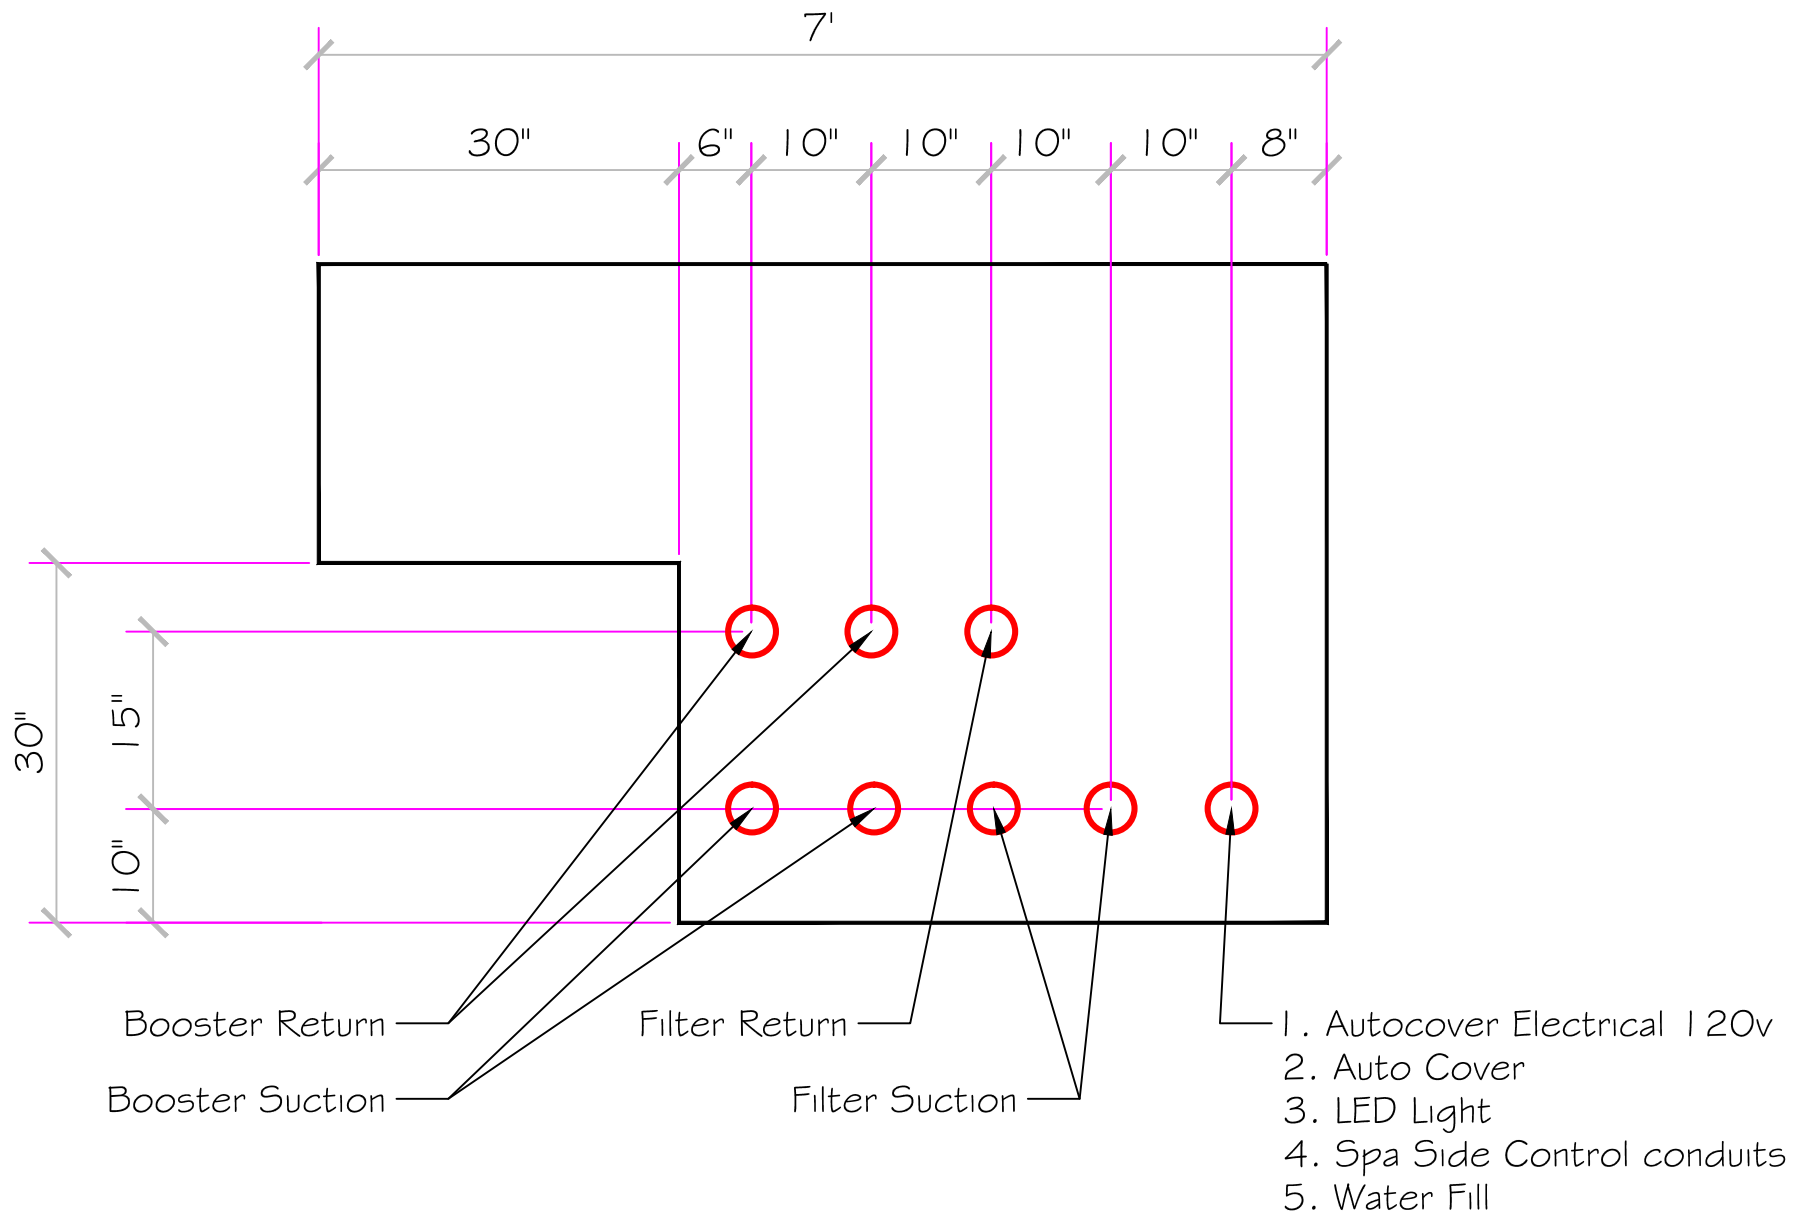 7'
30" 6" 10" 10" 10" 10" 8"
30"
15"
10"
Booster Return
Filter Return
Booster Suction
Filter Suction
1. Autocover Electrical 120v
2. Auto Cover
3. LED Light
4. Spa Side Control conduits
5. Water Fill